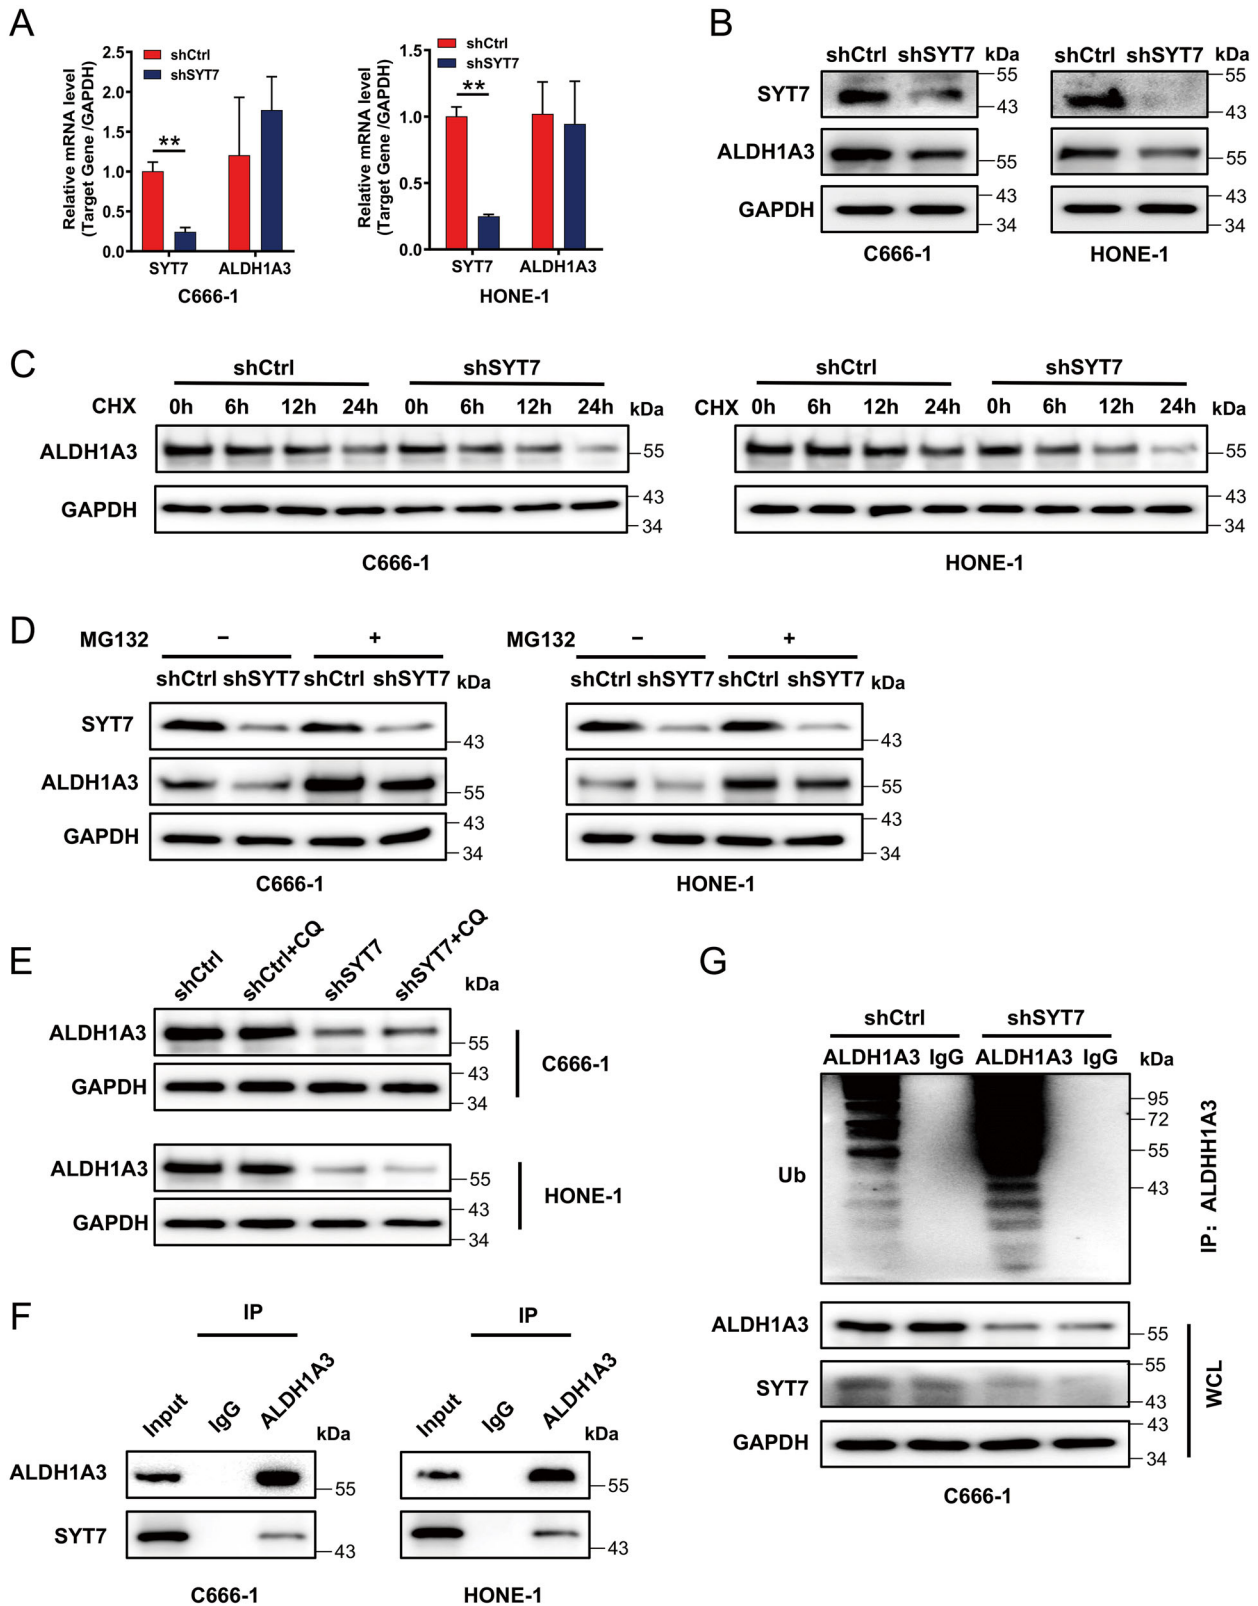 A
Relative mRNA level
(Target Gene /GAPDH)
2.5
2.0
1.5
1.0
0.5
0.0
shCtrl
shSYT7
**
SYT7 ALDH1A3
C666-1
Relative mRNA level
(Target Gene /GAPDH)
1.5
1.0
0.5
0.0
shCtrl
shSYT7
**
SYT7 ALDH1A3
HONE-1
B
shCtrl shSYT7 kDa shCtrl shSYT7 kDa
SYT7 55 43 55 43
ALDH1A3 55 55
GAPDH 43 34 43 34
C666-1 HONE-1
C
shCtrl shSYT7 shCtrl shSYT7
CHX 0h 6h 12h 24h 0h 6h 12h 24h kDa CHX 0h 6h 12h 24h 0h 6h 12h 24h kDa
ALDH1A3 55 55
GAPDH 43 34 43 34
C666-1 HONE-1
D
MG132 − + MG132 − +
shCtrl shSYT7 shCtrl shSYT7 kDa shCtrl shSYT7 shCtrl shSYT7 kDa
SYT7 43 43
ALDH1A3 55 55
GAPDH 43 34 43 34
C666-1 HONE-1
E
shCtrl shCtrl+CQ shSYT7 shSYT7+CQ kDa
ALDH1A3 55
GAPDH 43 34
C666-1
ALDH1A3 55
GAPDH 43 34
HONE-1
F
IP IP
Input IgG ALDH1A3 kDa Input IgG ALDH1A3 kDa
ALDH1A3 55 55
SYT7 43 43
C666-1 HONE-1
G
shCtrl shSYT7
ALDH1A3 IgG ALDH1A3 IgG kDa
Ub
95
72
55
43
IP: ALDHH1A3
ALDH1A3 55
SYT7 55 43
GAPDH 43 34
WCL
C666-1